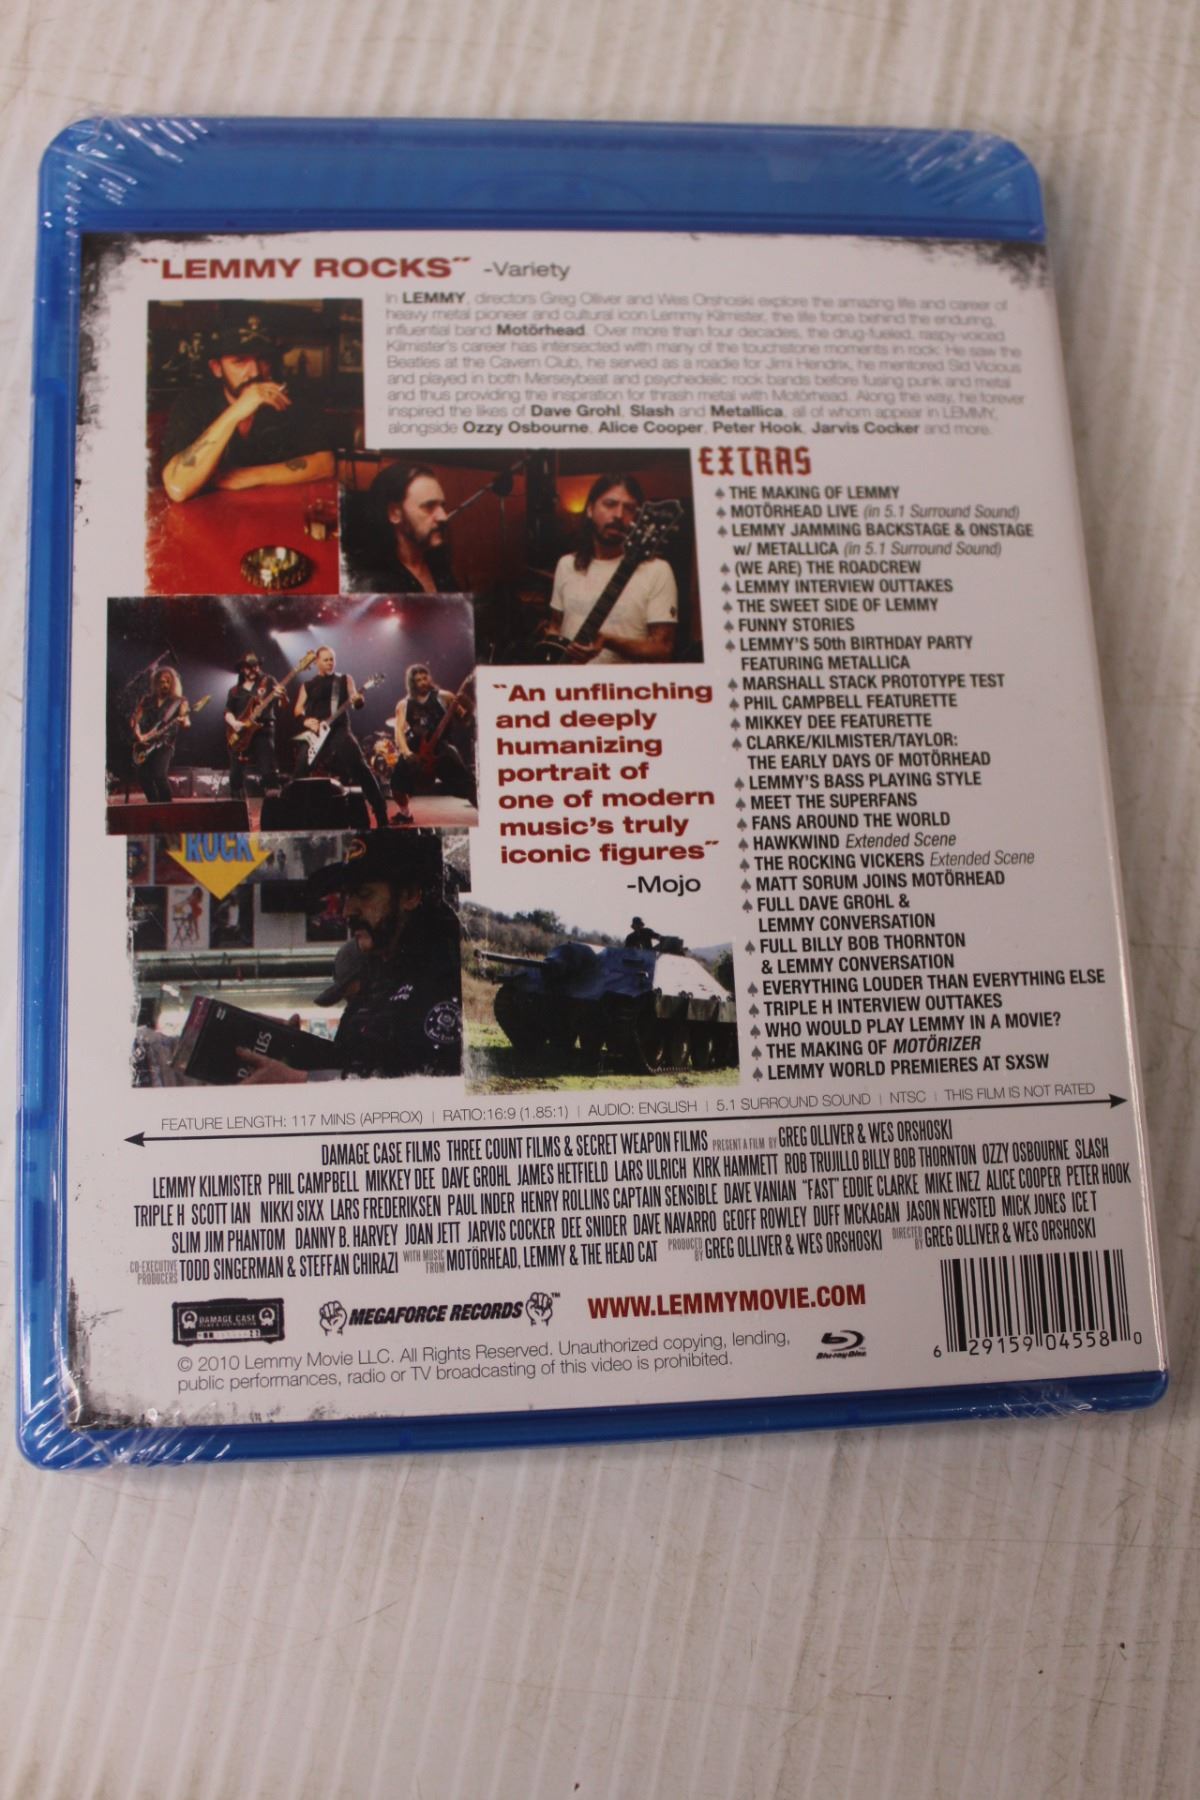 "LEMMY ROCKS" -Variety
In LEMMY, directors Greg Olliver and Wes Orshoski explore the amazing life and career of
heavy metal pioneer and cultural icon Lemmy Kilmister, the life force behind the enduring,
influential band Motörhead. Over more than four decades, the drug-fueled, raspy-voiced
Kilmister's career has intersected with many of the touchstone moments in rock: He saw the
Beatles at the Cavern Club, he served as a roadie for Jimi Hendrix, he mentored Sid Vicious
and played in both Merseybeat and psychedelic rock bands before fusing punk and metal
and thus providing the inspiration for thrash metal with Motörhead. Along the way, he forever
inspired the likes of Dave Grohl, Slash and Metallica, all of whom appear in LEMMY,
alongside Ozzy Osbourne, Alice Cooper, Peter Hook, Jarvis Cocker and more.
EXTRAS
THE MAKING OF LEMMY
MOTÖRHEAD LIVE (in 5.1 Surround Sound)
LEMMY JAMMING BACKSTAGE & ONSTAGE
w/ METALLICA (in 5.1 Surround Sound)
(WE ARE) THE ROADCREW
LEMMY INTERVIEW OUTTAKES
THE SWEET SIDE OF LEMMY
FUNNY STORIES
LEMMY'S 50th BIRTHDAY PARTY
FEATURING METALLICA
MARSHALL STACK PROTOTYPE TEST
PHIL CAMPBELL FEATURETTE
MIKKEY DEE FEATURETTE
CLARKE/KILMISTER/TAYLOR:
THE EARLY DAYS OF MOTÖRHEAD
LEMMY'S BASS PLAYING STYLE
MEET THE SUPERFANS
FANS AROUND THE WORLD
HAWKWIND Extended Scene
THE ROCKING VICKERS Extended Scene
MATT SORUM JOINS MOTÖRHEAD
FULL DAVE GROHL &
LEMMY CONVERSATION
FULL BILLY BOB THORNTON
& LEMMY CONVERSATION
EVERYTHING LOUDER THAN EVERYTHING ELSE
TRIPLE H INTERVIEW OUTTAKES
WHO WOULD PLAY LEMMY IN A MOVIE?
THE MAKING OF MOTÖRIZER
LEMMY WORLD PREMIERES AT SXSW
"An unflinching
and deeply
humanizing
portrait of
one of modern
music's truly
iconic figures"
-Mojo
ROCK
FEATURE LENGTH: 117 MINS (APPROX) | RATIO:16:9 (1.85:1) | AUDIO: ENGLISH | 5.1 SURROUND SOUND | NTSC | THIS FILM IS NOT RATED
DAMAGE CASE FILMS THREE COUNT FILMS & SECRET WEAPON FILMS PRESENT A FILM BY GREG OLLIVER & WES ORSHOSKI
LEMMY KILMISTER PHIL CAMPBELL MIKKEY DEE DAVE GROHL JAMES HETFIELD LARS ULRICH KIRK HAMMETT ROB TRUJILLO BILLY BOB THORNTON OZZY OSBOURNE SLASH
TRIPLE H SCOTT IAN NIKKI SIXX LARS FREDERIKSEN PAUL INDER HENRY ROLLINS CAPTAIN SENSIBLE DAVE VANIAN "FAST" EDDIE CLARKE MIKE INEZ ALICE COOPER PETER HOOK
SLIM JIM PHANTOM DANNY B. HARVEY JOAN JETT JARVIS COCKER DEE SNIDER DAVE NAVARRO GEOFF ROWLEY DUFF MCKAGAN JASON NEWSTED MICK JONES ICE T
CO-EXECUTIVE PRODUCERS TODD SINGERMAN & STEFFAN CHIRAZI WITH MUSIC FROM MOTÖRHEAD, LEMMY & THE HEAD CAT PRODUCED BY GREG OLLIVER & WES ORSHOSKI DIRECTED BY GREG OLLIVER & WES ORSHOSKI
DAMAGE CASE
MEGAFORCE RECORDS™
WWW.LEMMYMOVIE.COM
Blu-ray Disc
© 2010 Lemmy Movie LLC. All Rights Reserved. Unauthorized copying, lending,
public performances, radio or TV broadcasting of this video is prohibited.
6 29159 04558 0